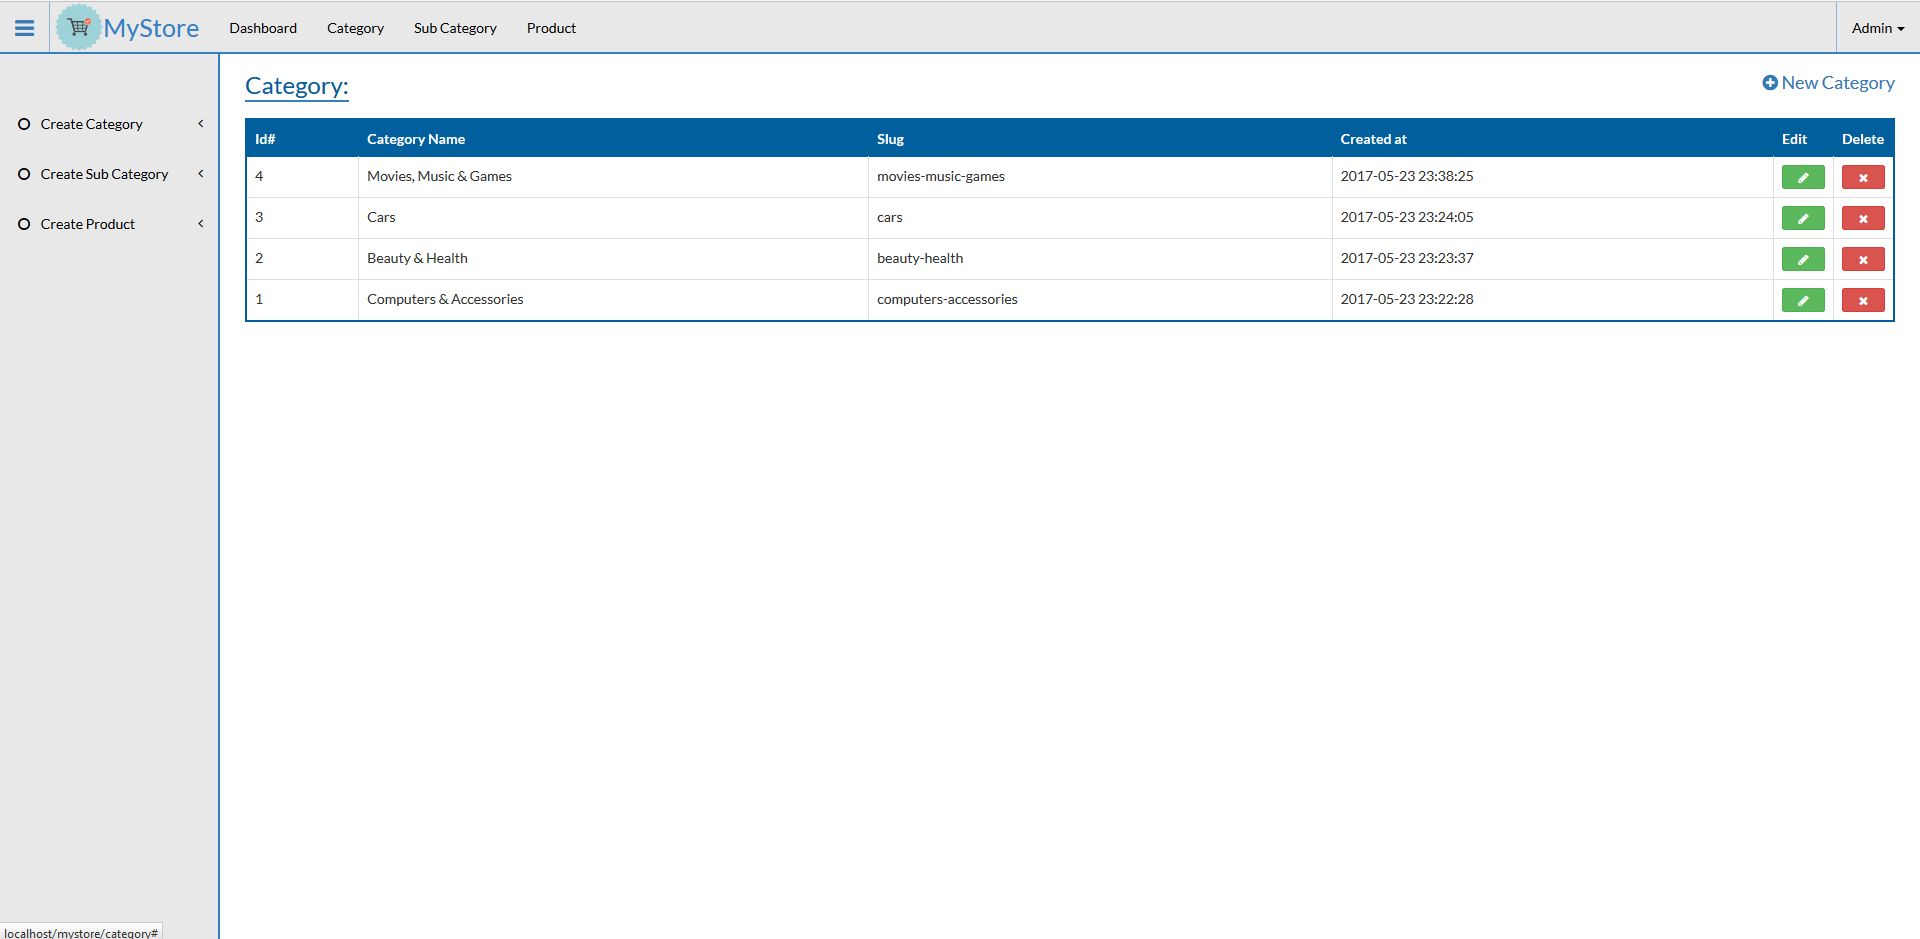 MyStore Dashboard Category Sub Category Product Admin
Category: New Category
Create Category
Create Sub Category
Create Product
Id# Category Name Slug Created at Edit Delete
4 Movies, Music & Games movies-music-games 2017-05-23 23:38:25
3 Cars cars 2017-05-23 23:24:05
2 Beauty & Health beauty-health 2017-05-23 23:23:37
1 Computers & Accessories computers-accessories 2017-05-23 23:22:28
localhost/mystore/category#